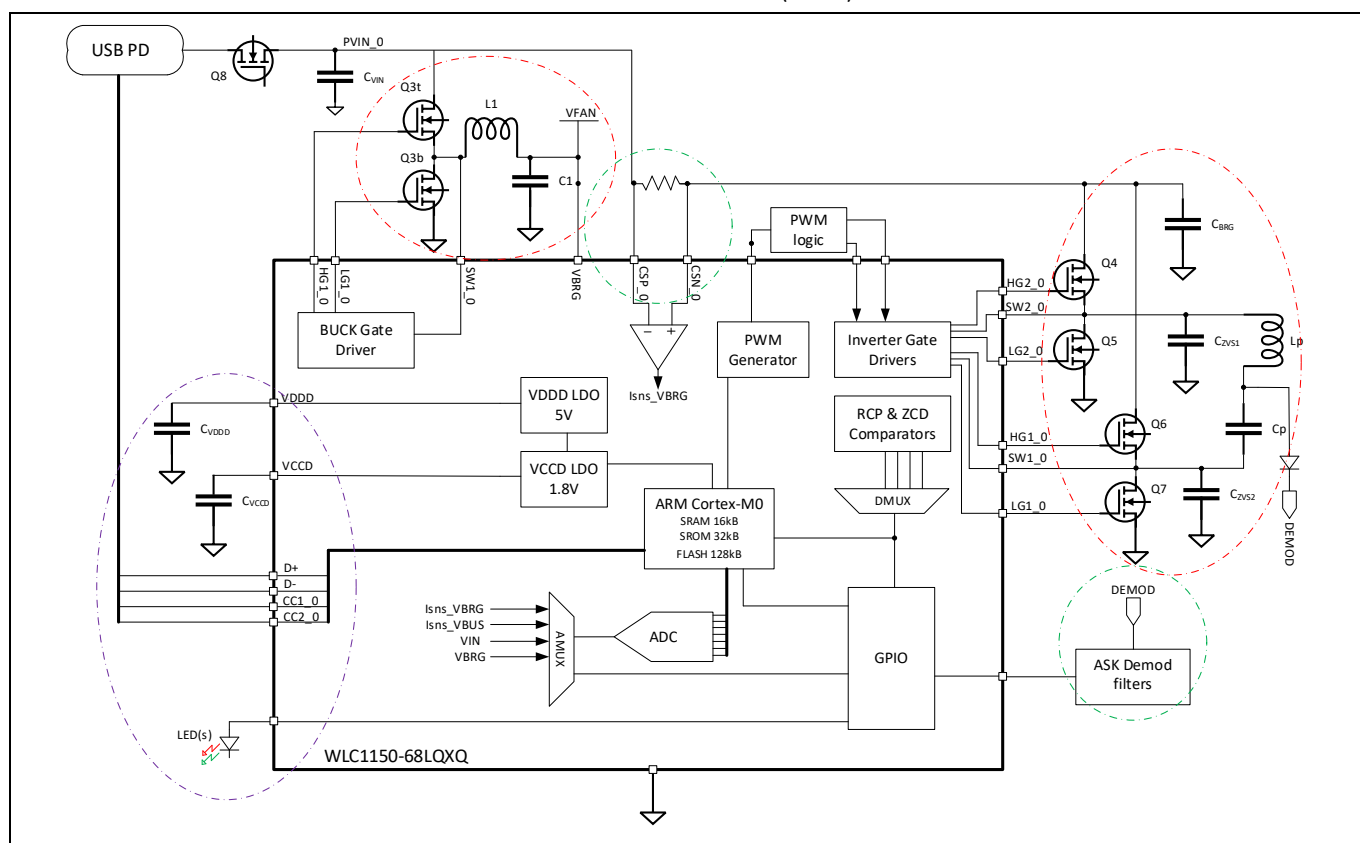 USB PD
Q8
PVIN_0
CVIN
Q3t
Q3b
L1
VFAN
C1
HG1_0
LG1_0
SW1_0
VBRG
CSP_0
CSN_0
PWM
logic
CBRG
BUCK Gate
Driver
Isns_VBRG
PWM
Generator
Inverter Gate
Drivers
HG2_0
SW2_0
LG2_0
HG1_0
SW1_0
LG1_0
Q4
Q5
Q6
Q7
CZVS1
Lp
Cp
CZVS2
DEMOD
VDDD
CVDDD
VCCD
CVCCD
VDDD LDO
5V
VCCD LDO
1.8V
RCP & ZCD
Comparators
DMUX
ARM Cortex-M0
SRAM 16kB
SROM 32kB
FLASH 128kB
D+
D-
CC1_0
CC2_0
Isns_VBRG
Isns_VBUS
VIN
VBRG
AMUX
ADC
GPIO
DEMOD
ASK Demod
filters
LED(s)
WLC1150-68LQXQ